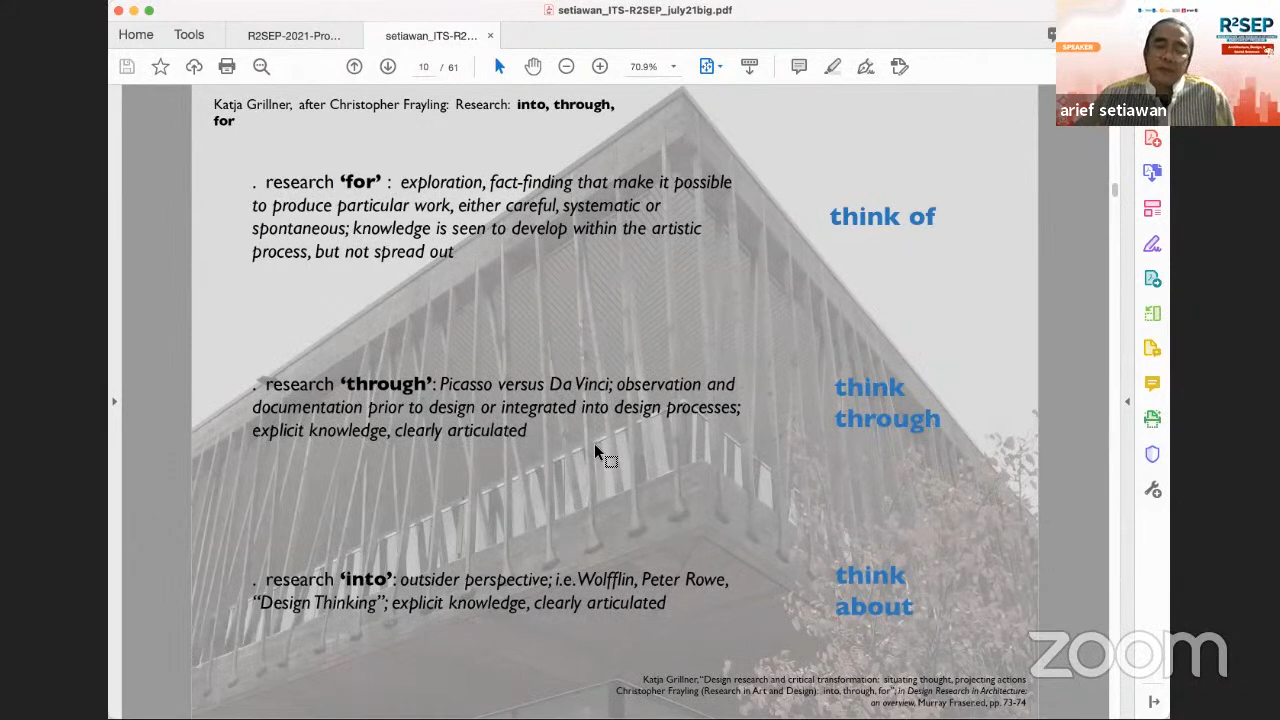 setiawan_ITS-R2SEP_july21big.pdf
Home
Tools
R2SEP-2021-Pro...
setiawan_ITS-R2...
×
10 / 61
70.9%
SPEAKER
R²SEP
arief setiawan
Katja Grillner, after Christopher Frayling: Research: into, through,
for
. research ‘for’ : exploration, fact-finding that make it possible
to produce particular work, either careful, systematic or
spontaneous; knowledge is seen to develop within the artistic
process, but not spread out
think of
. research ‘through’: Picasso versus Da Vinci; observation and
documentation prior to design or integrated into design processes;
explicit knowledge, clearly articulated
think
through
. research ‘into’: outsider perspective; i.e. Wolfflin, Peter Rowe,
“Design Thinking”; explicit knowledge, clearly articulated
think
about
Katja Grillner, “Design research and critical transformation: situating thought, projecting actions
Christopher Frayling (Research in Art and Design): into, through, for”, in Design Research in Architecture:
an overview, Murray Fraser.ed, pp. 73-74
zoom